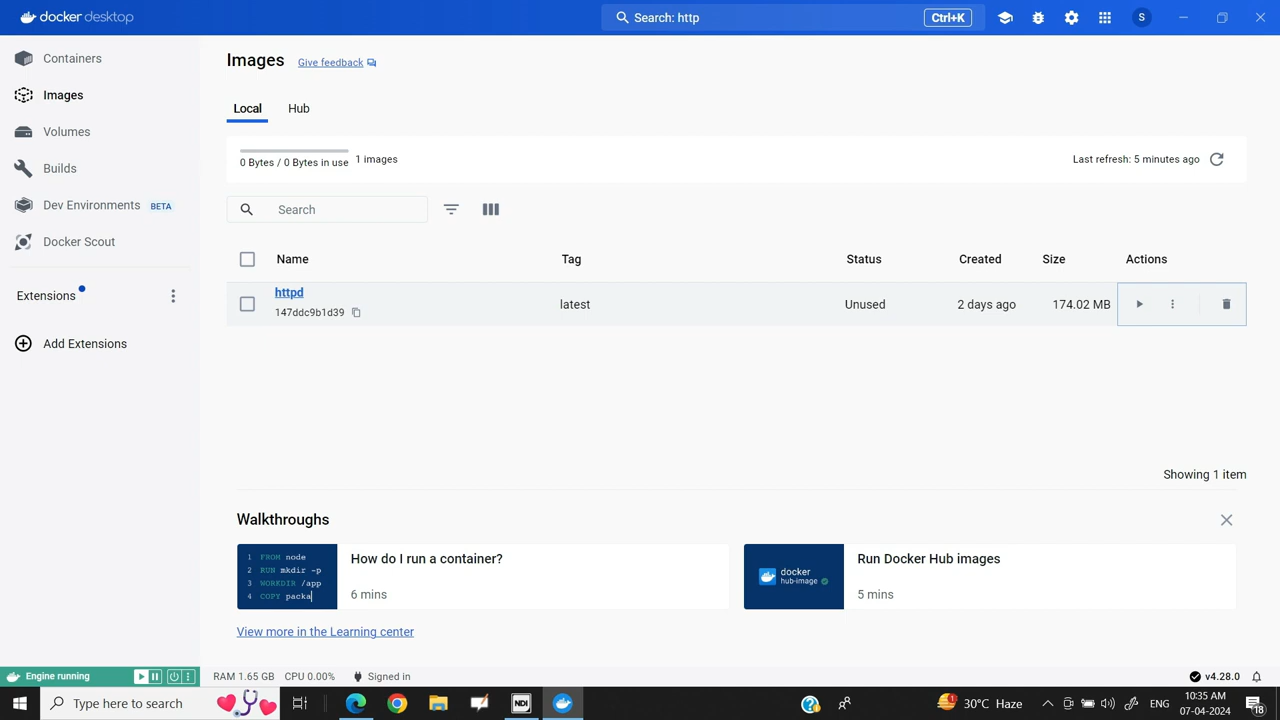 docker desktop
Search: http
Ctrl+K
S
Containers
Images
Volumes
Builds
Dev Environments BETA
Docker Scout
Extensions
Add Extensions
Images
Give feedback
Local
Hub
0 Bytes / 0 Bytes in use
1 images
Last refresh: 5 minutes ago
Search
Name
Tag
Status
Created
Size
Actions
httpd
147ddc9b1d39
latest
Unused
2 days ago
174.02 MB
Showing 1 item
Walkthroughs
1 FROM node
2 RUN mkdir -p
3 WORKDIR /app
4 COPY packa
How do I run a container?
6 mins
docker
hub-image
Run Docker Hub images
5 mins
View more in the Learning center
Engine running
RAM 1.65 GB
CPU 0.00%
Signed in
v4.28.0
Type here to search
NDI
1
30°C Haze
ENG
10:35 AM
07-04-2024
18